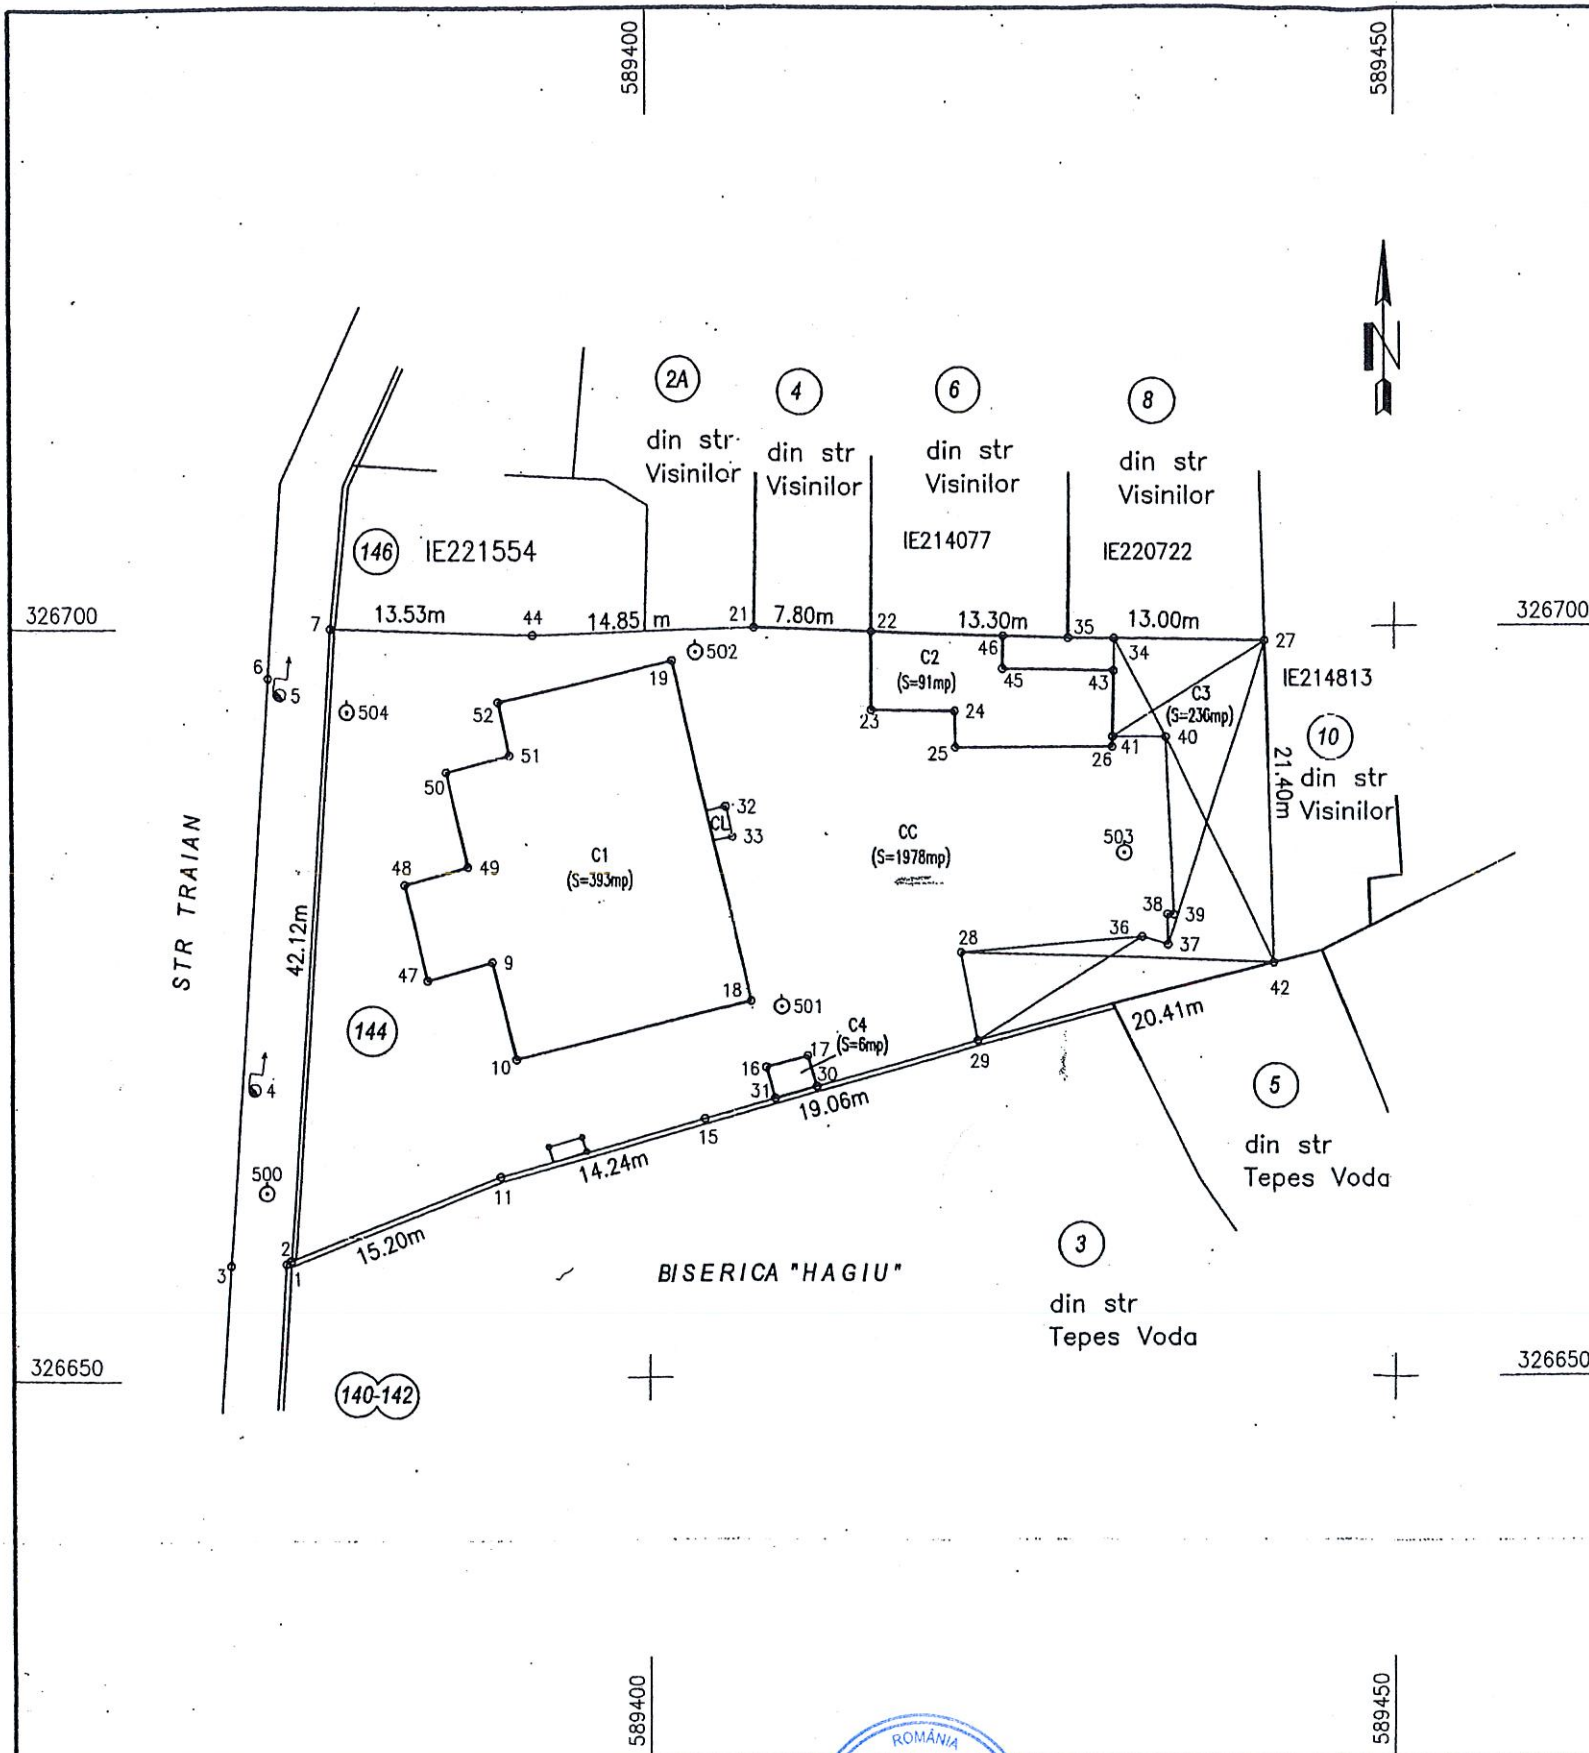 589400
589450
2A
4
6
8
din str
Visinilor
din str
Visinilor
din str
Visinilor
din str
Visinilor
N
146
IE221554
IE214077
IE220722
326700
326700
7
13.53m
44
14.85 m
21
7.80m
22
13.30m
35
13.00m
27
6
5
504
502
19
C2
(S=91mp)
46
45
34
43
C3
(S=236mp)
IE214813
52
51
50
23
24
25
26
41
40
10
din str
Visinilor
21.40m
32
CL
33
CC
(S=1978mp)
503
C1
(S=393mp)
48
49
STR TRAIAN
42.12m
38
39
36
37
28
47
9
18
501
42
20.41m
144
C4
(S=6mp)
10
16
17
30
31
29
19.06m
4
15
5
din str
Tepes Voda
14.24m
500
11
15.20m
2
1
3
BISERICA "HAGIU"
3
din str
Tepes Voda
326650
326650
140-142
589400
589450
ROMÂNIA